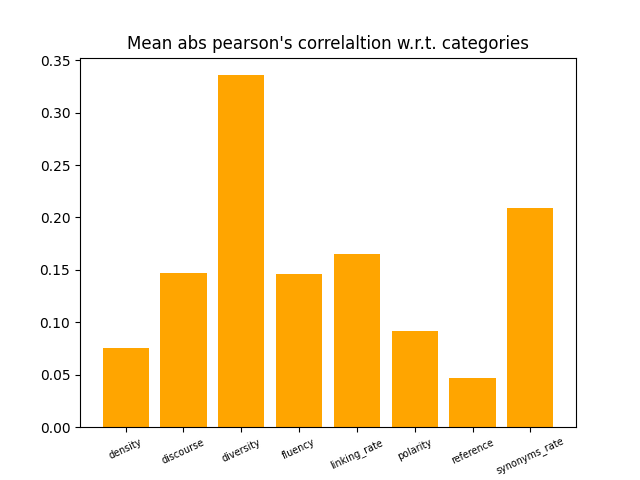 Mean abs pearson's correlaltion w.r.t. categories
0.35
0.30
0.25
0.20
0.15
0.10
0.05
0.00
density
discourse
diversity
fluency
linking_rate
polarity
reference
synonyms_rate